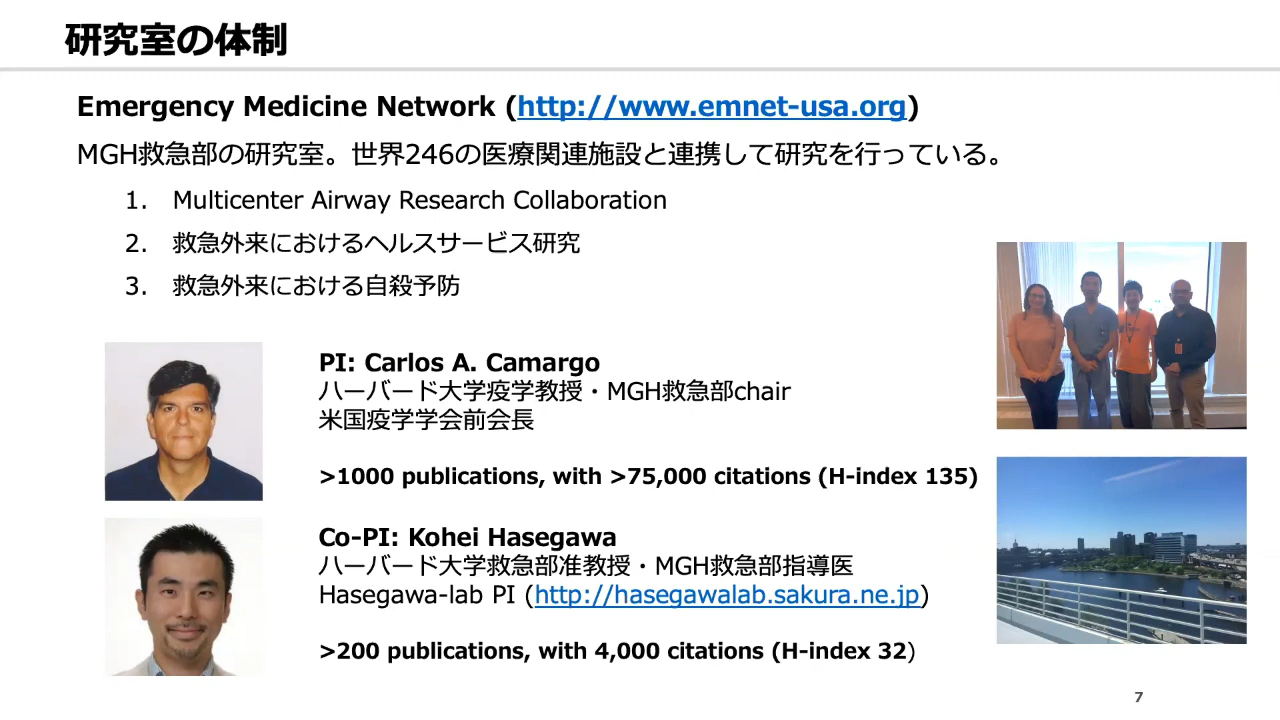 研究室の体制
Emergency Medicine Network (http://www.emnet-usa.org)
MGH救急部の研究室。世界246の医療関連施設と連携して研究を行っている。
1. Multicenter Airway Research Collaboration
2. 救急外来におけるヘルスサービス研究
3. 救急外来における自殺予防
PI: Carlos A. Camargo
ハーバード大学疫学教授・MGH救急部chair
米国疫学学会前会長
>1000 publications, with >75,000 citations (H-index 135)
Co-PI: Kohei Hasegawa
ハーバード大学救急部准教授・MGH救急部指導医
Hasegawa-lab PI (http://hasegawalab.sakura.ne.jp)
>200 publications, with 4,000 citations (H-index 32)
7